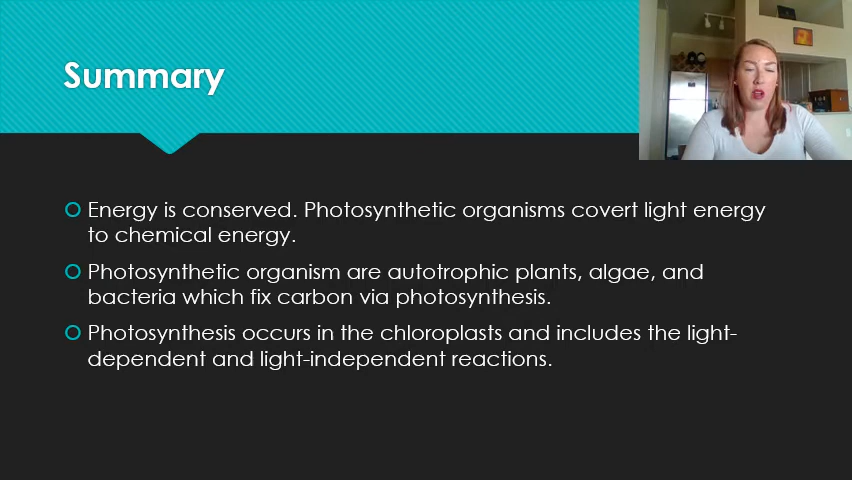 Summary
Energy is conserved. Photosynthetic organisms covert light energy
to chemical energy.
Photosynthetic organism are autotrophic plants, algae, and
bacteria which fix carbon via photosynthesis.
Photosynthesis occurs in the chloroplasts and includes the light-
dependent and light-independent reactions.